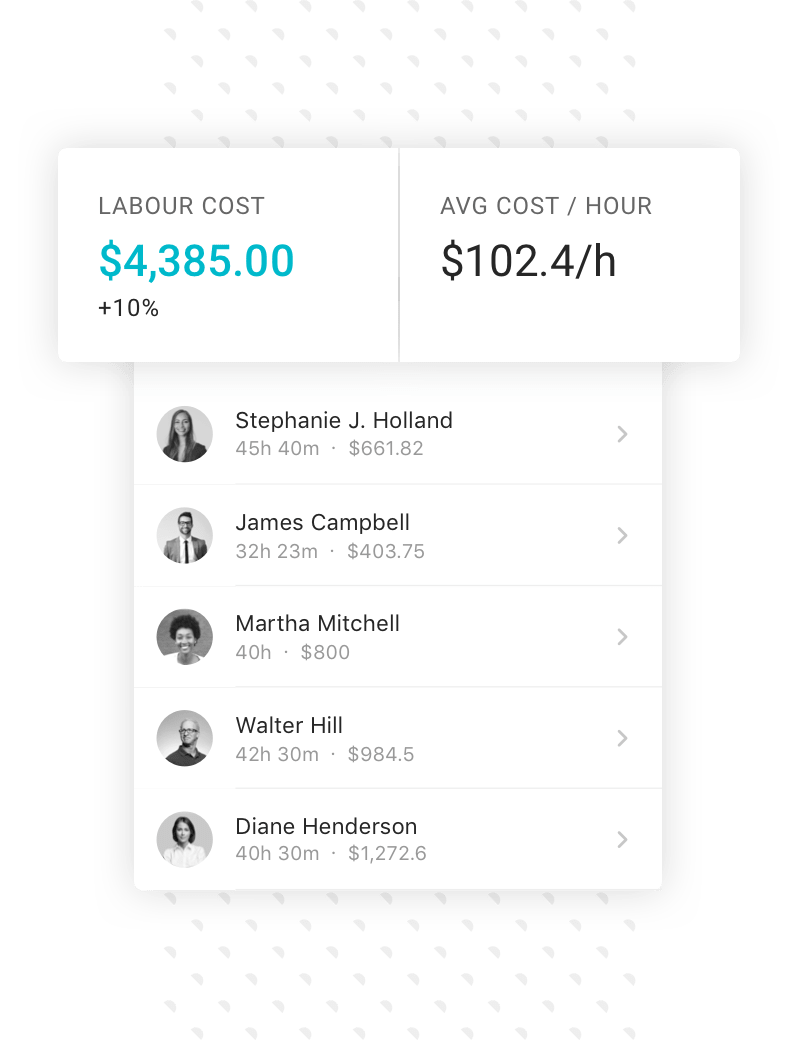 LABOUR COST
$4,385.00
+10%
AVG COST / HOUR
$102.4/h
Stephanie J. Holland
45h 40m · $661.82
James Campbell
32h 23m · $403.75
Martha Mitchell
40h · $800
Walter Hill
42h 30m · $984.5
Diane Henderson
40h 30m · $1,272.6